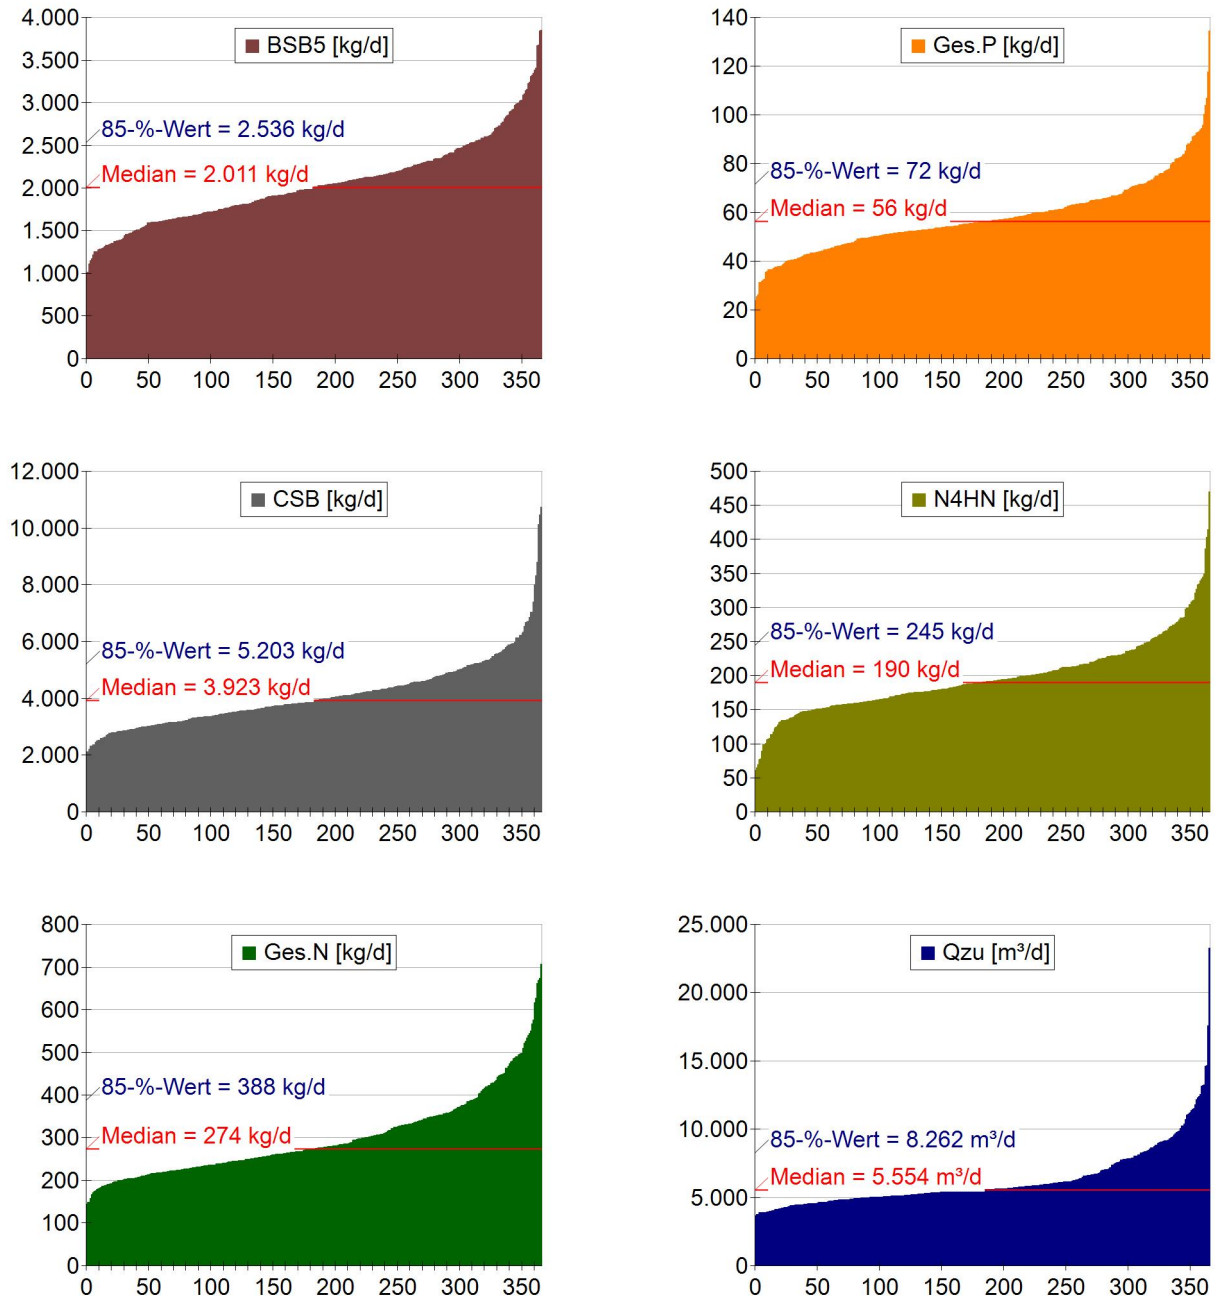 BSB5 [kg/d]
4.000
3.500
3.000
2.500
2.000
1.500
1.000
500
0
85-%-Wert = 2.536 kg/d
Median = 2.011 kg/d
0 50 100 150 200 250 300 350
Ges.P [kg/d]
140
120
100
80
60
40
20
0
85-%-Wert = 72 kg/d
Median = 56 kg/d
0 50 100 150 200 250 300 350
CSB [kg/d]
12.000
10.000
8.000
6.000
4.000
2.000
0
85-%-Wert = 5.203 kg/d
Median = 3.923 kg/d
0 50 100 150 200 250 300 350
N4HN [kg/d]
500
450
400
350
300
250
200
150
100
50
0
85-%-Wert = 245 kg/d
Median = 190 kg/d
0 50 100 150 200 250 300 350
Ges.N [kg/d]
800
700
600
500
400
300
200
100
0
85-%-Wert = 388 kg/d
Median = 274 kg/d
0 50 100 150 200 250 300 350
Qzu [m³/d]
25.000
20.000
15.000
10.000
5.000
0
85-%-Wert = 8.262 m³/d
Median = 5.554 m³/d
0 50 100 150 200 250 300 350